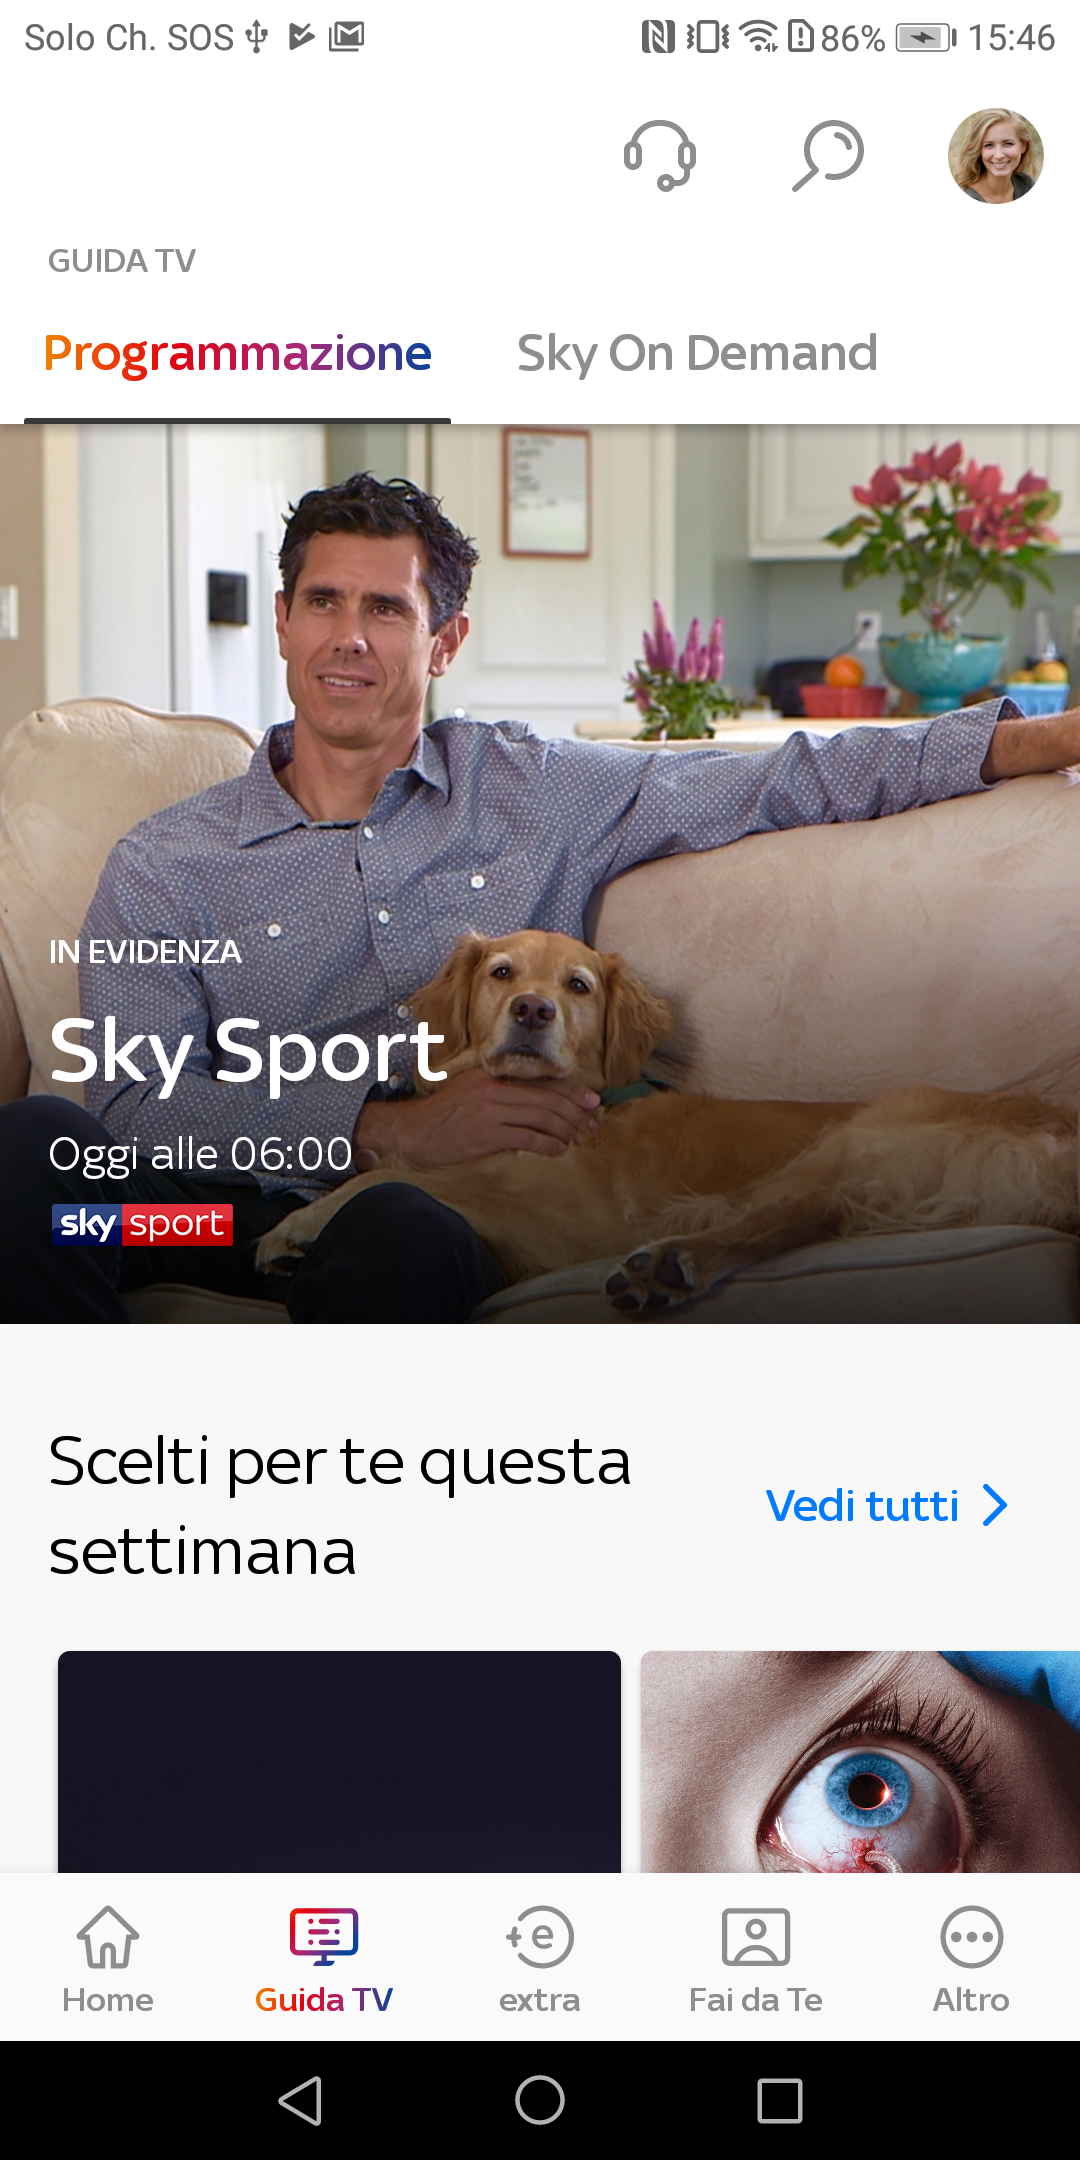 Solo Ch. SOS 86% 15:46
GUIDA TV
Programmazione Sky On Demand
IN EVIDENZA
Sky Sport
Oggi alle 06:00
sky sport
Scelti per te questa
settimana
Vedi tutti
Home Guida TV extra Fai da Te Altro